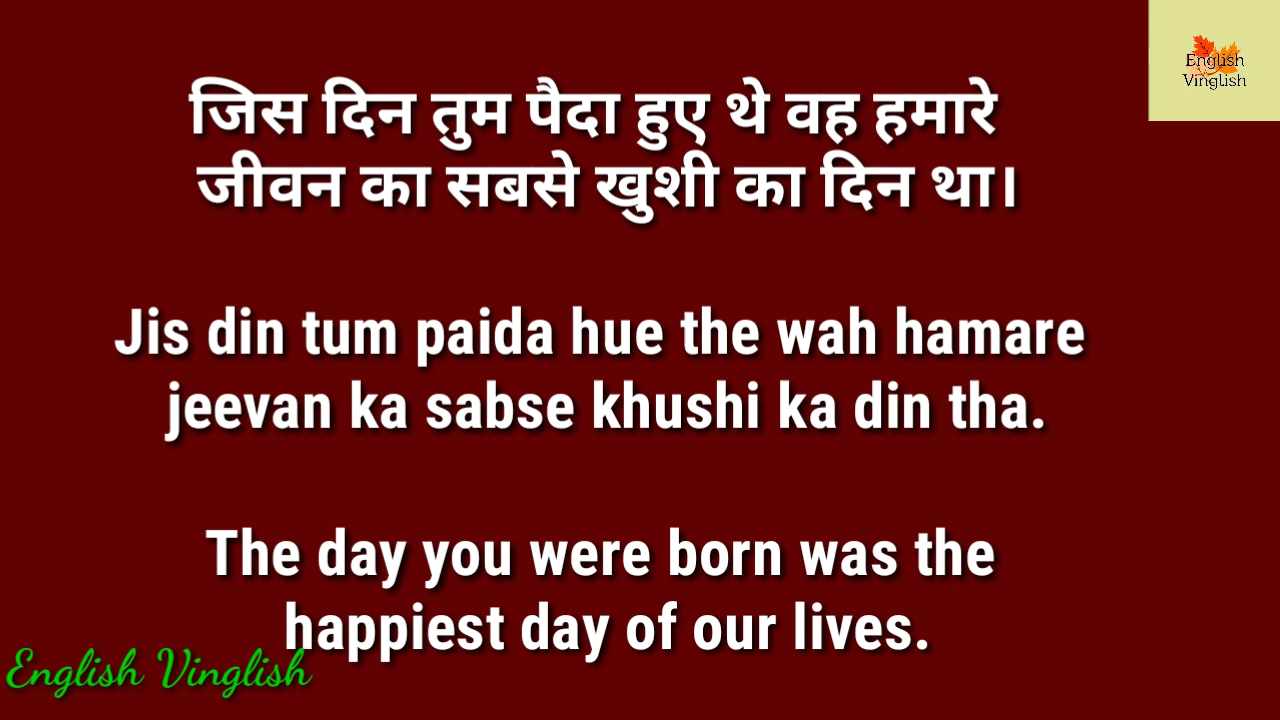 English
Vinglish
जिस दिन तुम पैदा हुए थे वह हमारे
जीवन का सबसे खुशी का दिन था।
Jis din tum paida hue the wah hamare
jeevan ka sabse khushi ka din tha.
The day you were born was the
happiest day of our lives.
English Vinglish